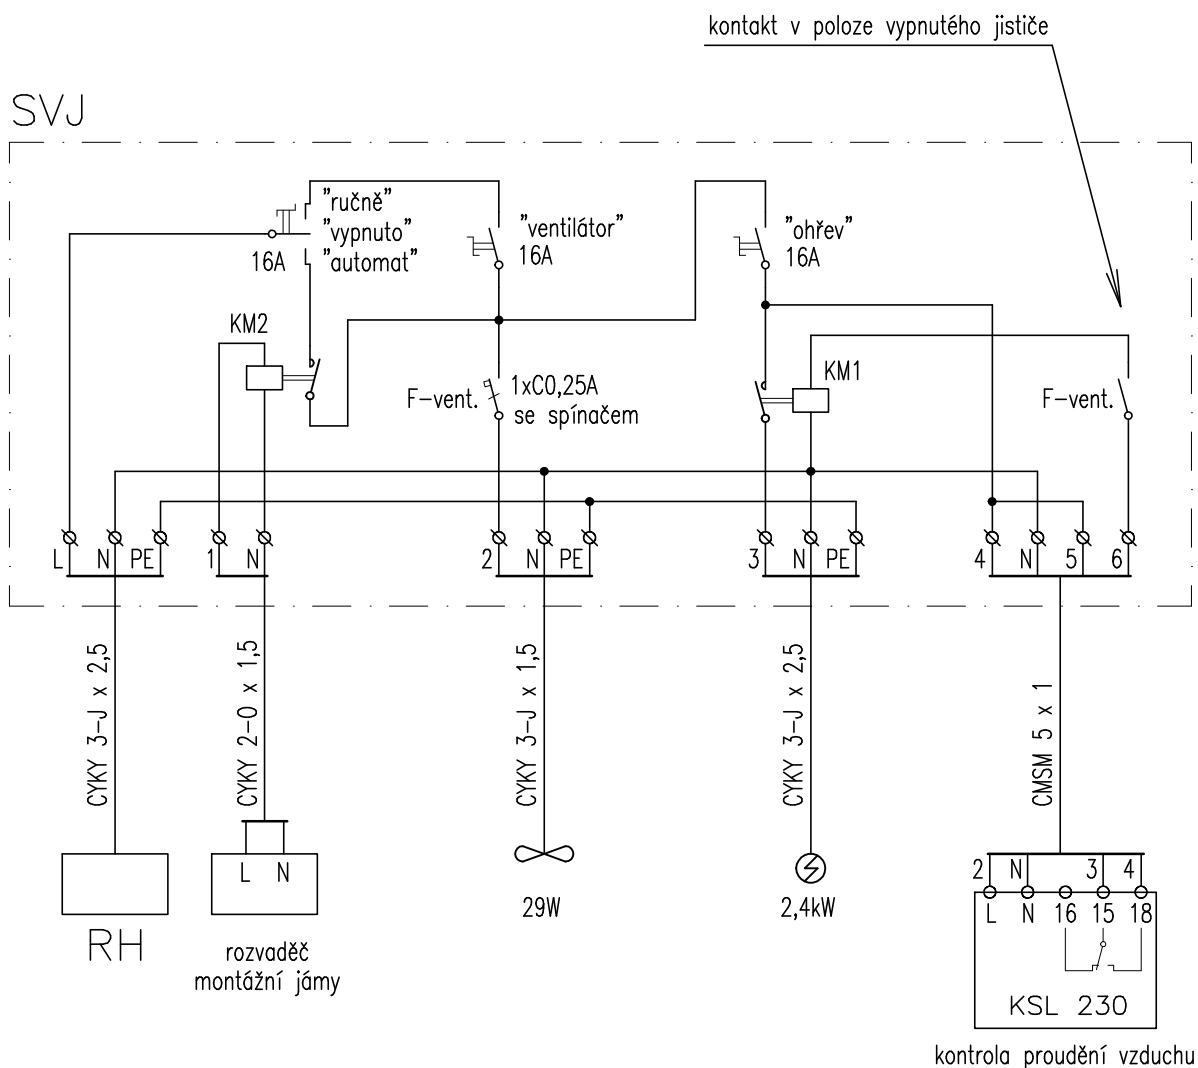 kontakt v poloze vypnutého jističe
SVJ
"ručně"
"vypnuto"
"automat"
16A
"ventilátor"
16A
"ohřev"
16A
KM2
F-vent.
1xC0,25A
se spínačem
KM1
F-vent.
L N PE
1 N
2 N PE
3 N PE
4 N 5 6
CYKY 3-J x 2,5
CYKY 2-O x 1,5
CYKY 3-J x 1,5
CYKY 3-J x 2,5
CMSM 5 x 1
RH
L N
rozvaděč
montážní jámy
29W
2,4kW
2 N 3 4
L N 16 15 18
KSL 230
kontrola proudění vzduchu